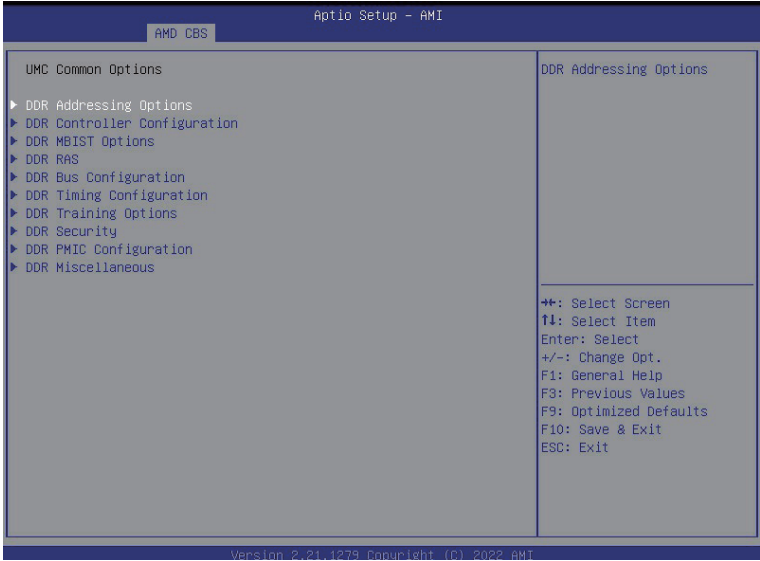 Aptio Setup – AMI
AMD CBS
UMC Common Options
DDR Addressing Options
DDR Controller Configuration
DDR MBIST Options
DDR RAS
DDR Bus Configuration
DDR Timing Configuration
DDR Training Options
DDR Security
DDR PMIC Configuration
DDR Miscellaneous
DDR Addressing Options
→←: Select Screen
↑↓: Select Item
Enter: Select
+/-: Change Opt.
F1: General Help
F3: Previous Values
F9: Optimized Defaults
F10: Save & Exit
ESC: Exit
Version 2.21.1279 Copyright (C) 2022 AMI